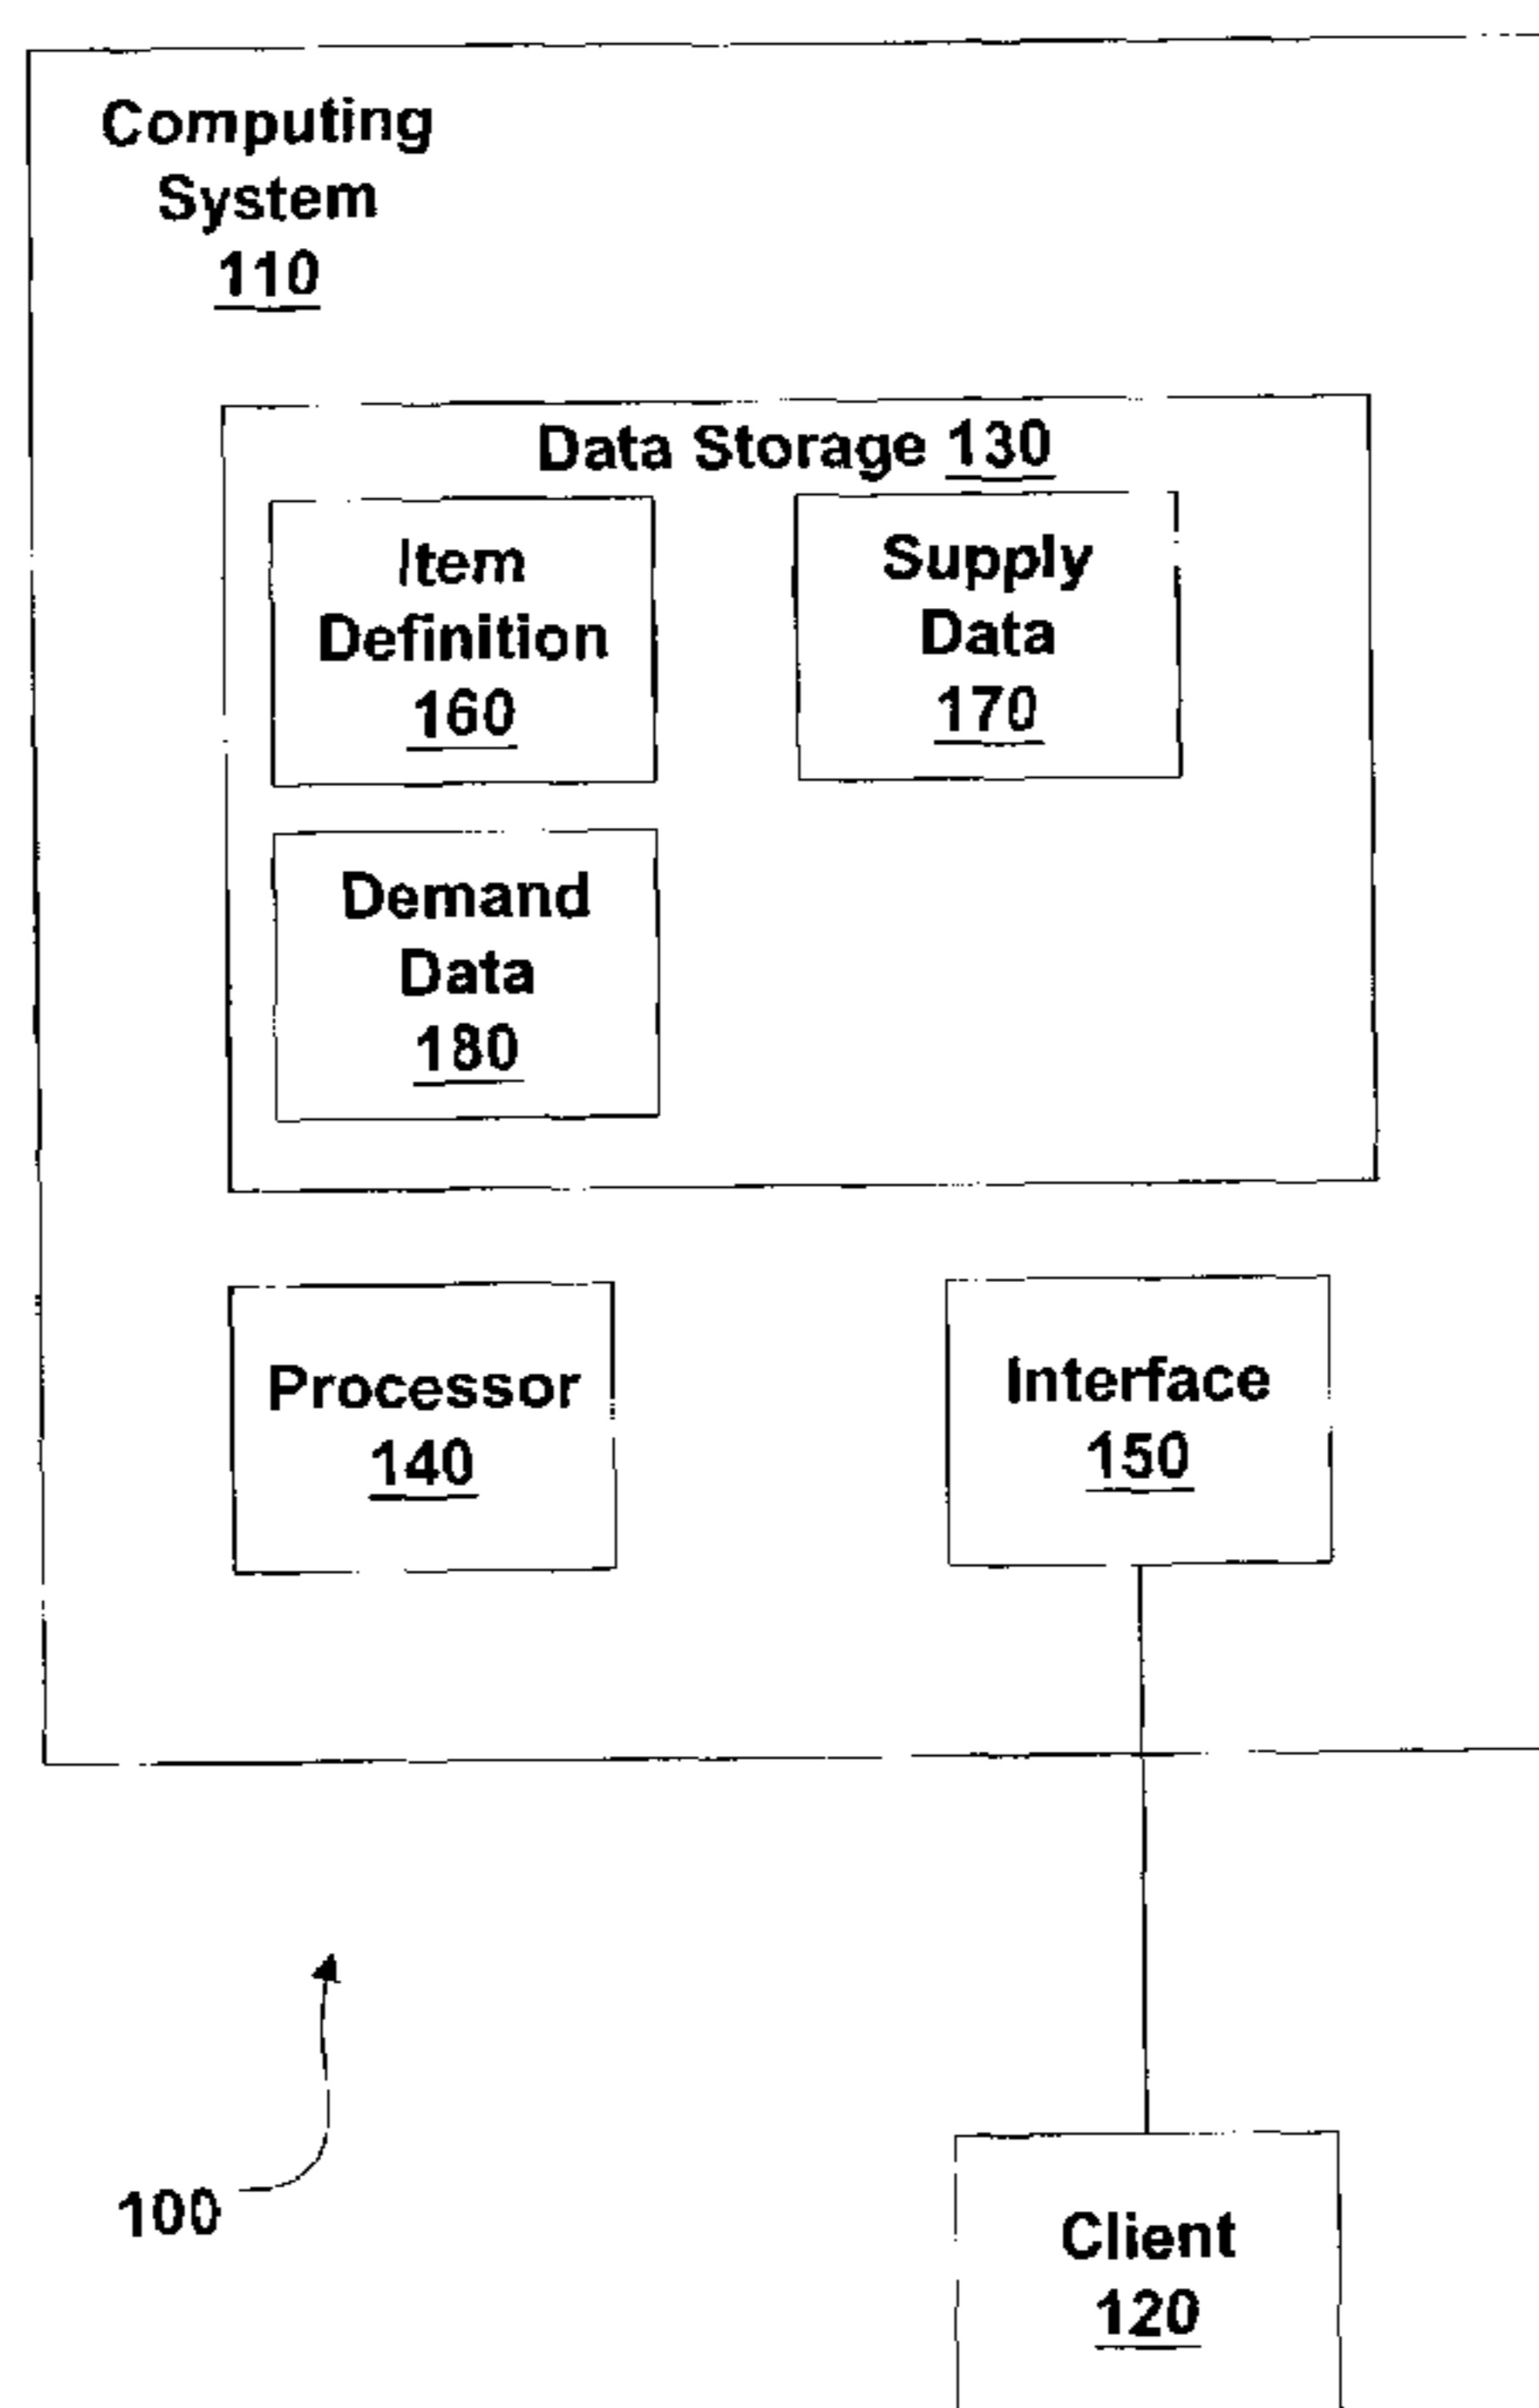 Computing
System
110
Data Storage 130
Item
Definition
160
Supply
Data
170
Demand
Data
180
Processor
140
Interface
150
100
Client
120